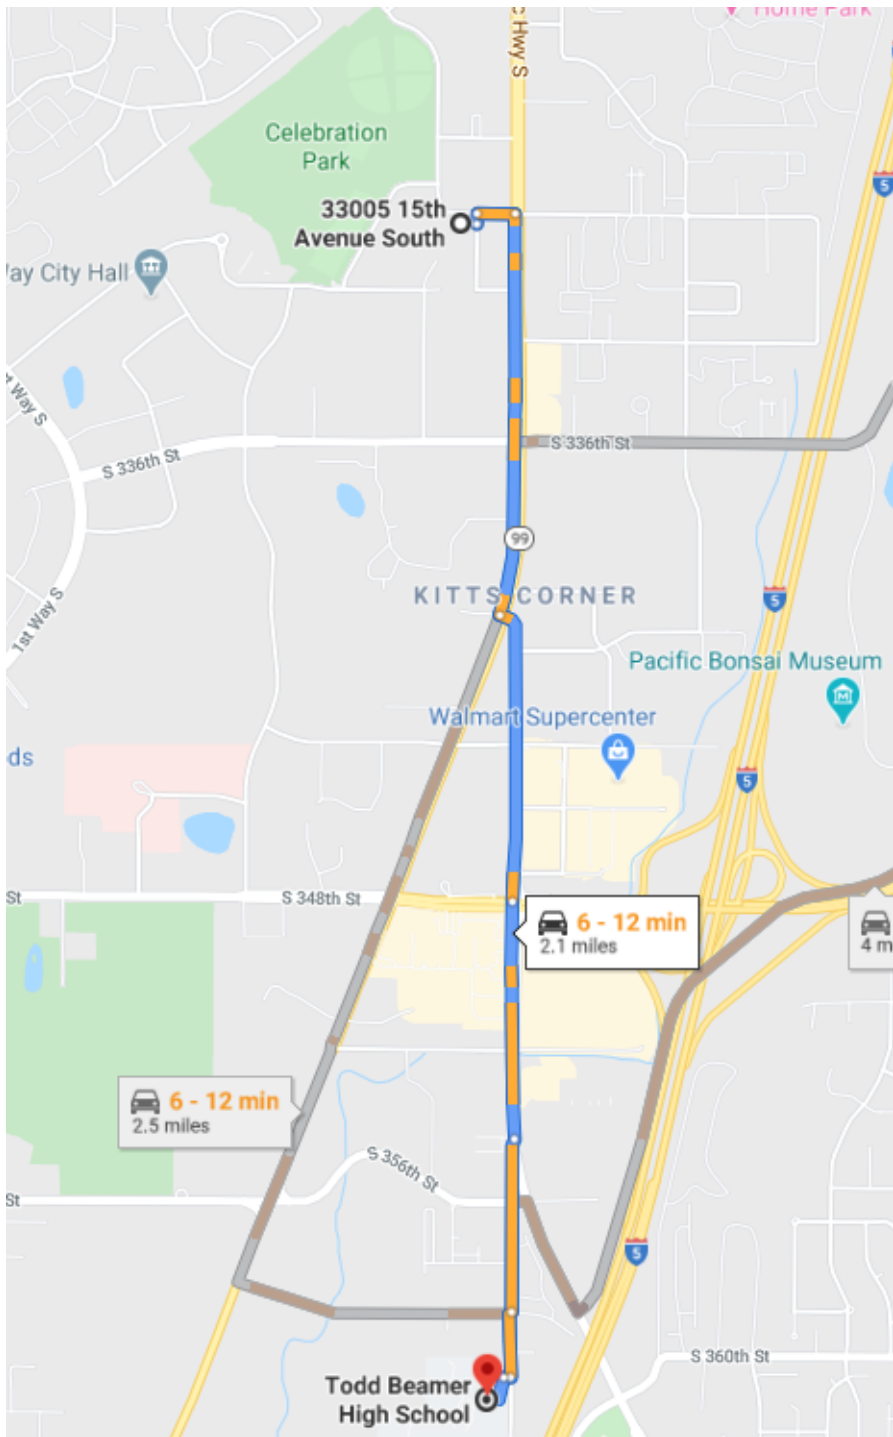 Home Park
c Hwy S
Celebration
Park
5
33005 15th
Avenue South
ay City Hall
t Way S
S 336th St
S 336th St
99
KITTS CORNER
5
1st Way S
Pacific Bonsai Museum
Walmart Supercenter
ds
5
St
S 348th St
6 - 12 min
2.1 miles
4 m
6 - 12 min
2.5 miles
S 356th St
St
5
S 360th St
Todd Beamer
High School